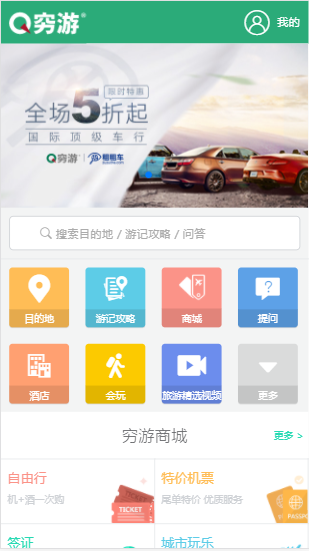 穷游®
我的
限时特惠
全场5折起
国际顶级车行
穷游 | 租租车
搜索目的地 / 游记攻略 / 问答
目的地
游记攻略
商城
提问
酒店
会玩
旅游精选视频
更多
穷游商城
更多 >
自由行
机+酒一次购
TICKET
特价机票
尾单特价 优质服务
PASSPORT
签证
城市玩乐